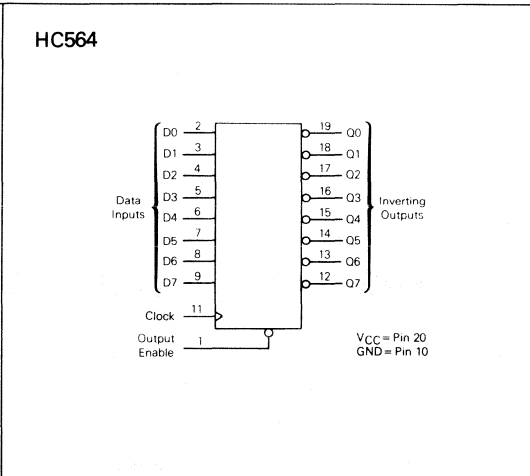 HC564
D0 2 19 Q0
D1 3 18 Q1
D2 4 17 Q2
D3 5 16 Q3
D4 6 15 Q4
D5 7 14 Q5
D6 8 13 Q6
D7 9 12 Q7
Data
Inputs
Inverting
Outputs
Clock 11
Output
Enable
1
VCC = Pin 20
GND = Pin 10